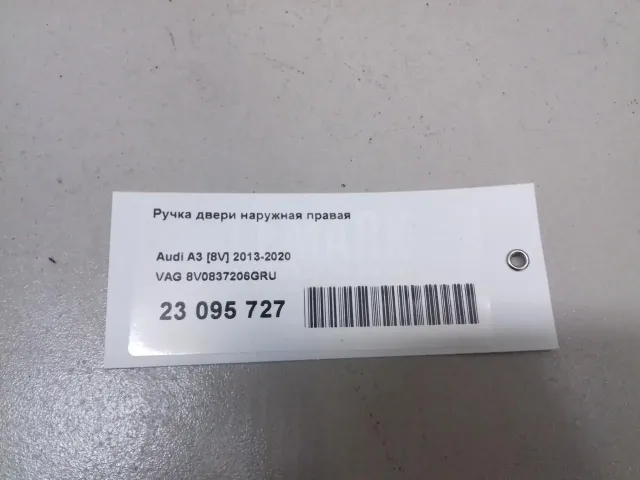 Ручка двери наружная правая
Audi A3 [8V] 2013-2020
VAG 8V0837206GRU
23 095 727